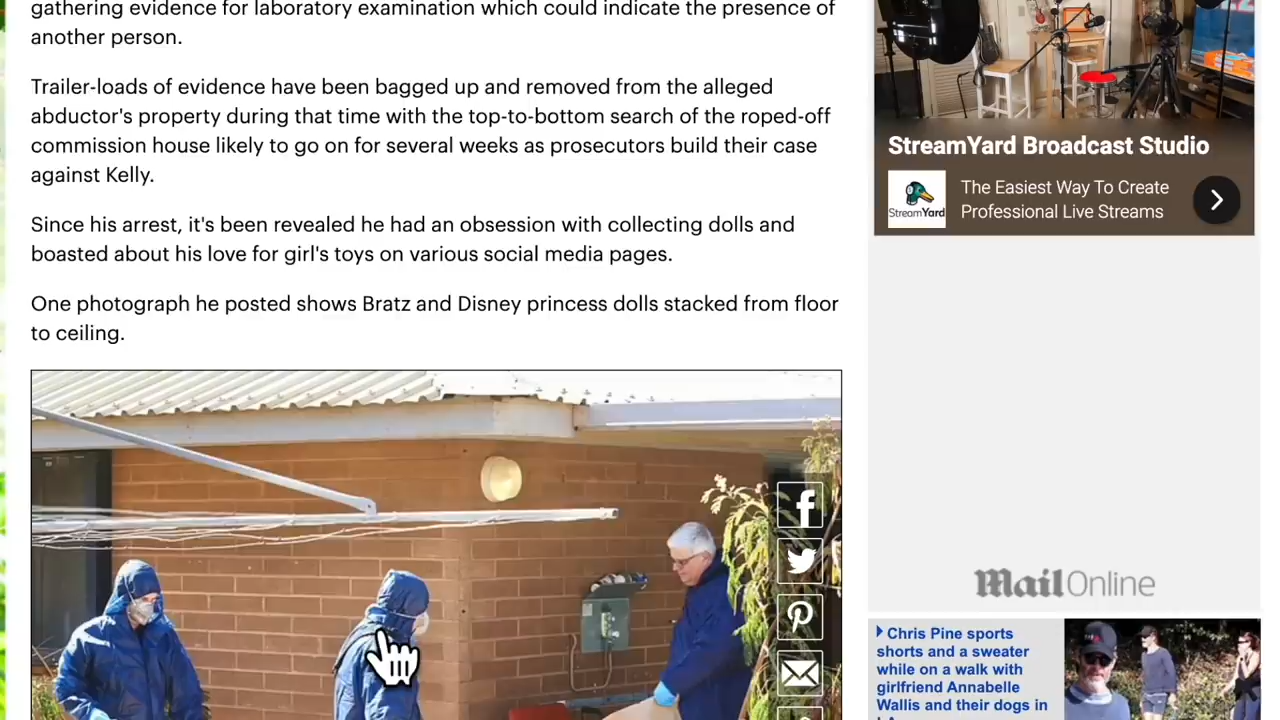 gathering evidence for laboratory examination which could indicate the presence of
another person.
Trailer-loads of evidence have been bagged up and removed from the alleged
abductor's property during that time with the top-to-bottom search of the roped-off
commission house likely to go on for several weeks as prosecutors build their case
against Kelly.
Since his arrest, it's been revealed he had an obsession with collecting dolls and
boasted about his love for girl's toys on various social media pages.
One photograph he posted shows Bratz and Disney princess dolls stacked from floor
to ceiling.
StreamYard Broadcast Studio
StreamYard
The Easiest Way To Create
Professional Live Streams
Mail Online
Chris Pine sports
shorts and a sweater
while on a walk with
girlfriend Annabelle
Wallis and their dogs in